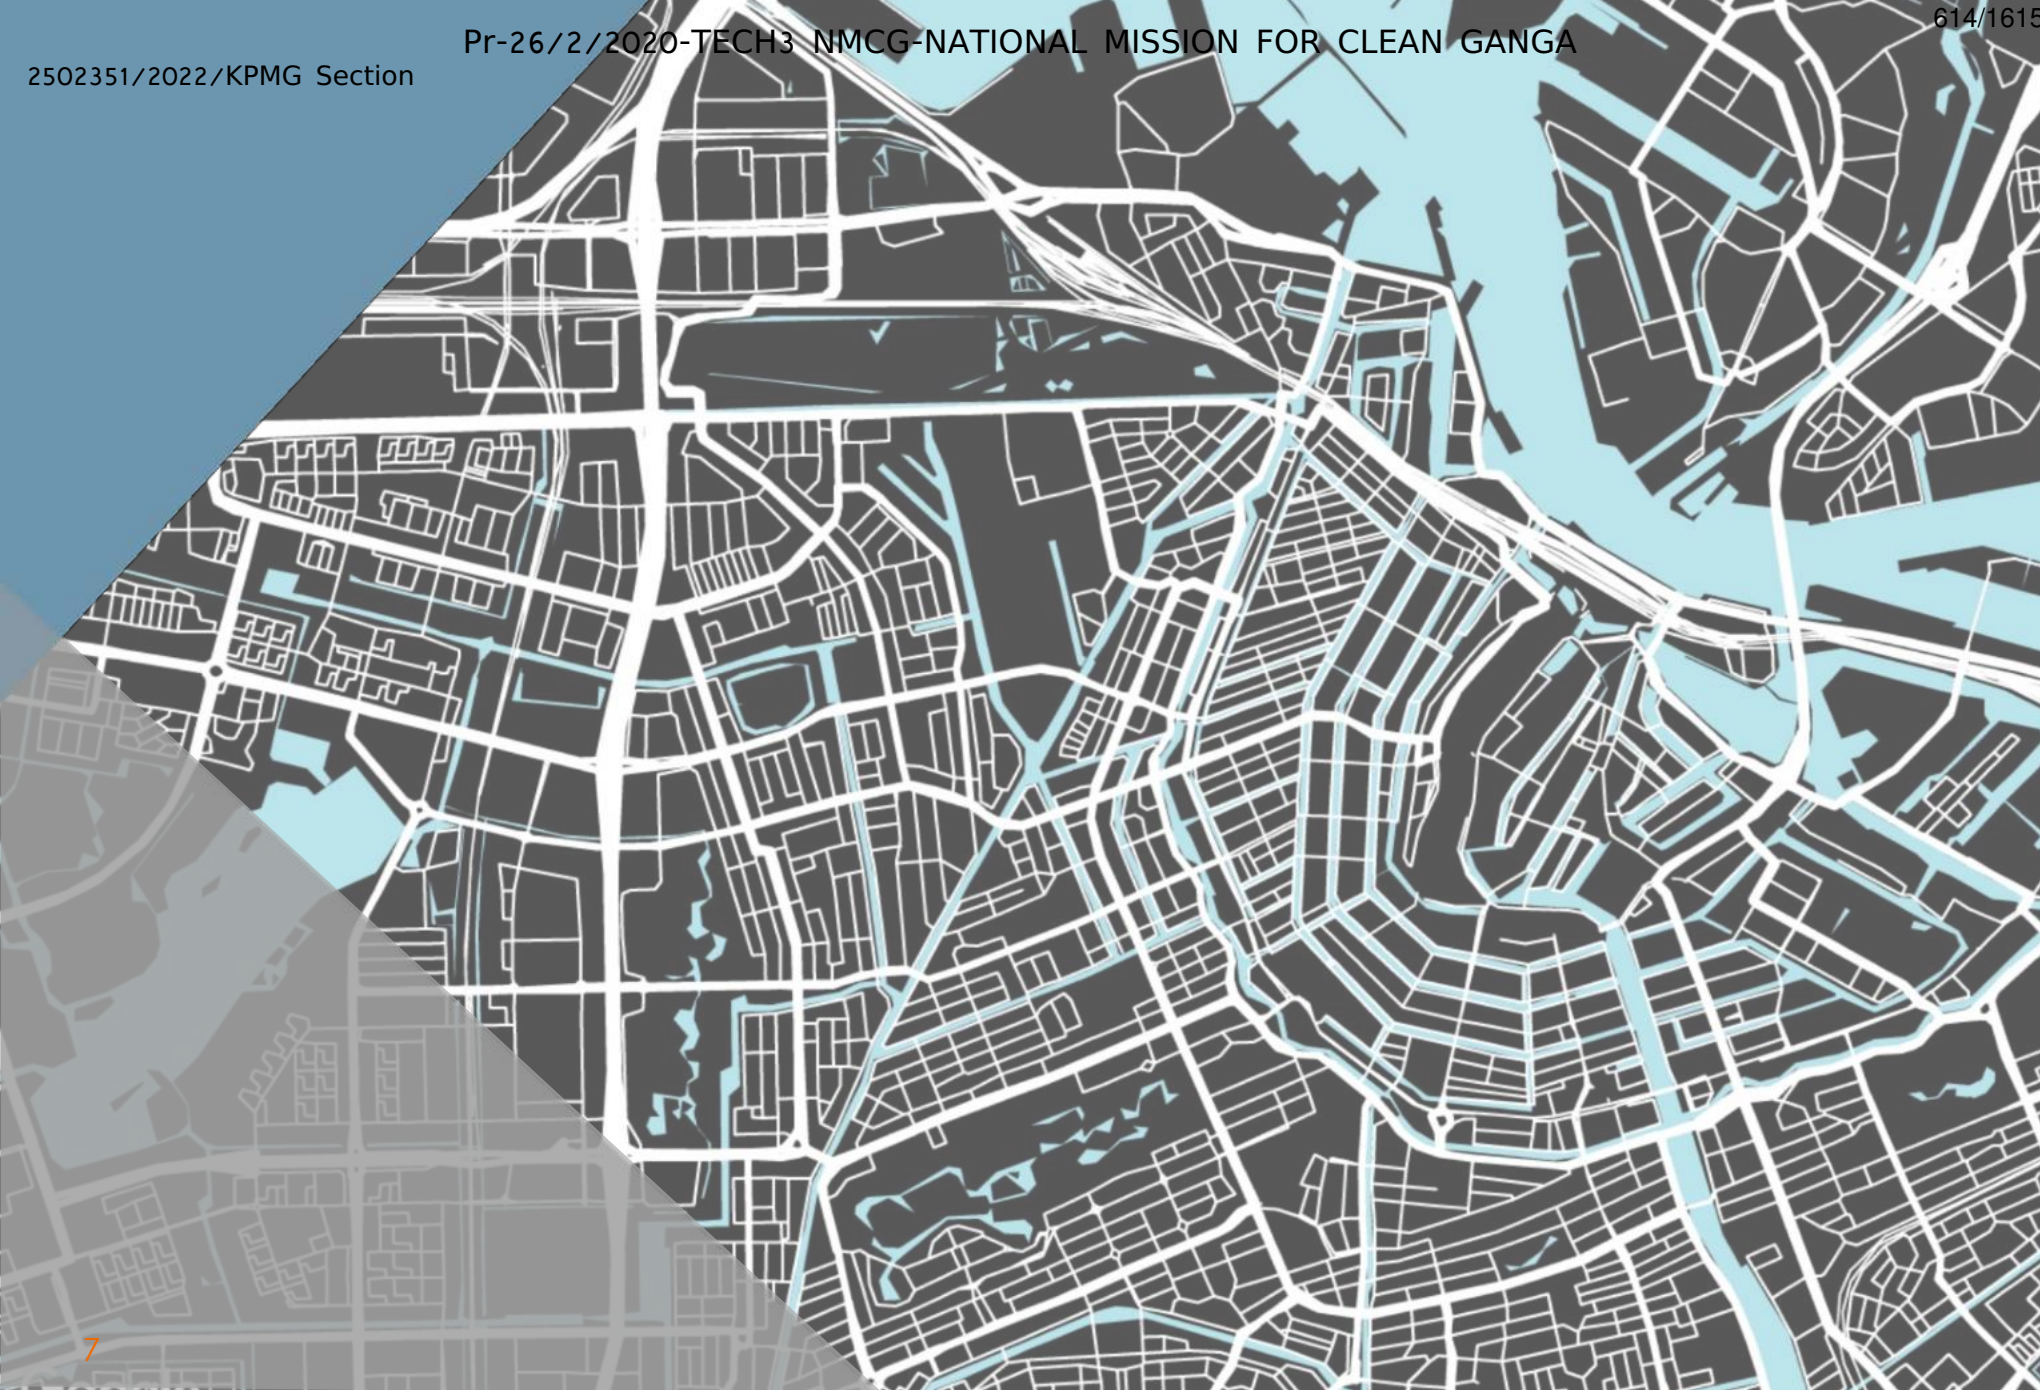 614/1615
Pr-26/2/2020-TECH3 NMCG-NATIONAL MISSION FOR CLEAN GANGA
2502351/2022/KPMG Section
7